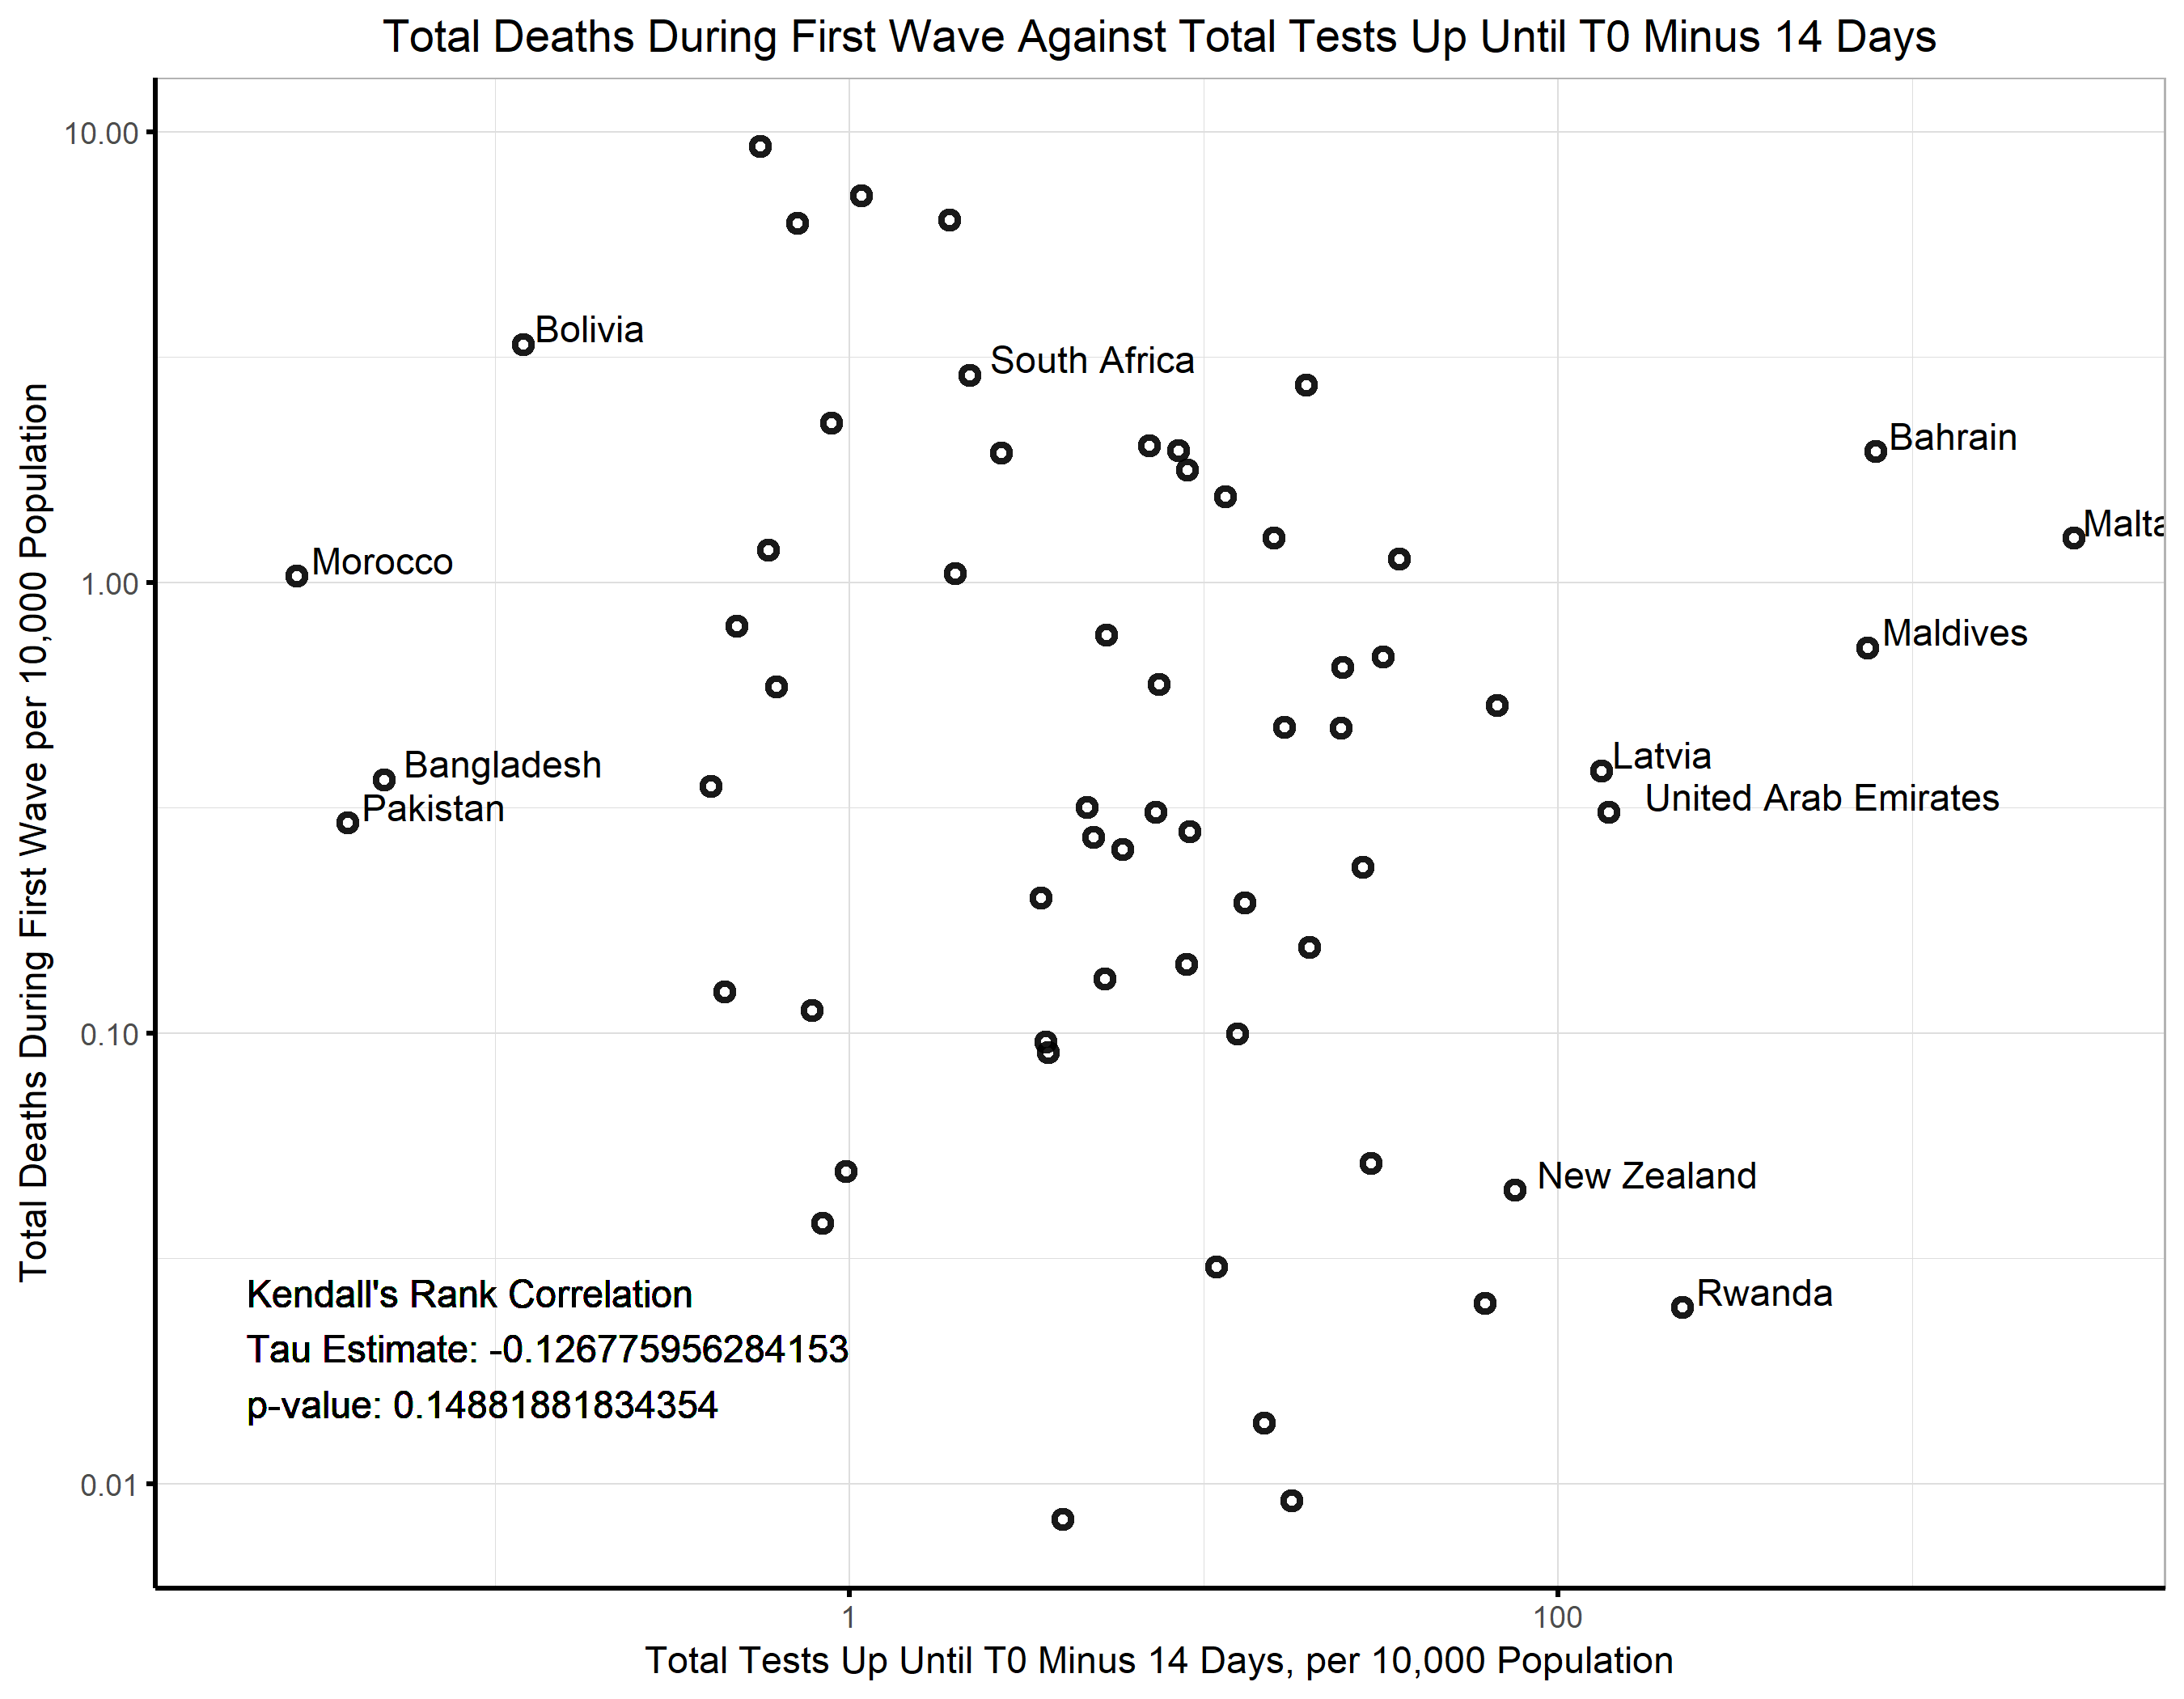 Total Deaths During First Wave Against Total Tests Up Until T0 Minus 14 Days
Total Deaths During First Wave per 10,000 Population
10.00
1.00
0.10
0.01
Bolivia
South Africa
Bahrain
Malta
Morocco
Maldives
Bangladesh
Latvia
Pakistan
United Arab Emirates
New Zealand
Rwanda
Kendall's Rank Correlation
Tau Estimate: -0.126775956284153
p-value: 0.14881881834354
1
100
Total Tests Up Until T0 Minus 14 Days, per 10,000 Population